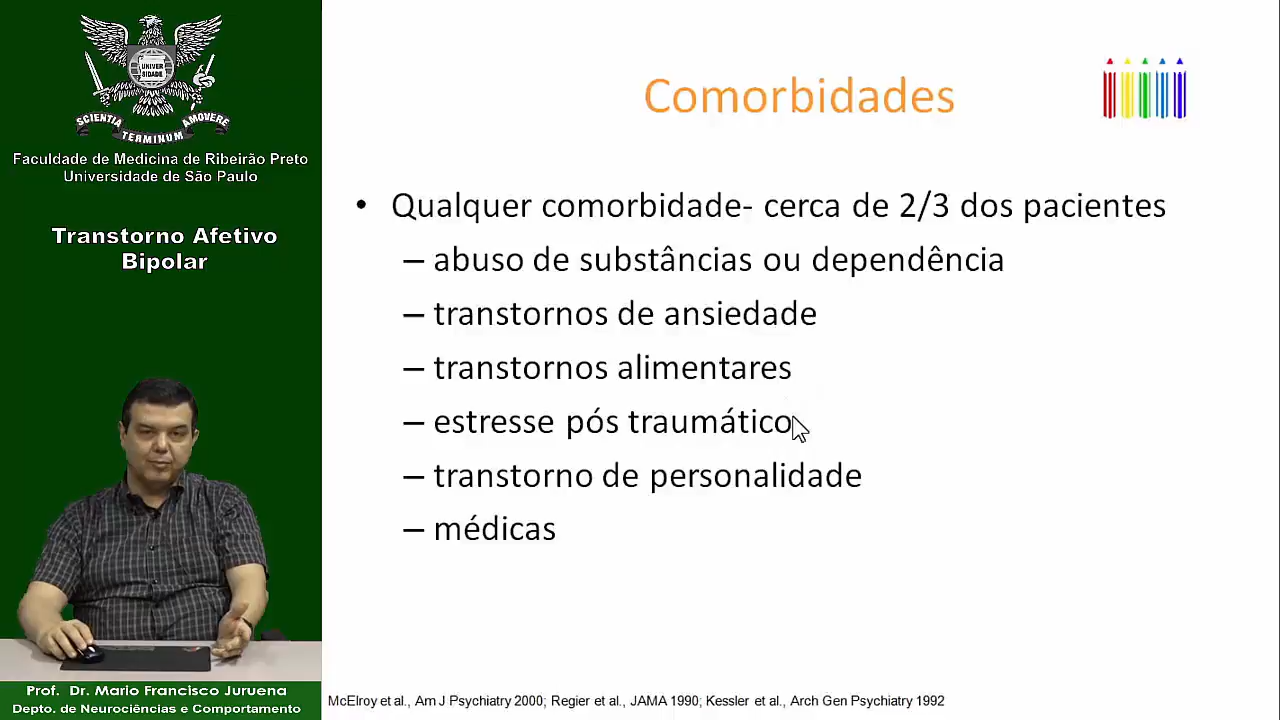 UNIVER
SIDADE
SCIENTIA
TERMINUM
AMOVERE
Faculdade de Medicina de Ribeirão Preto
Universidade de São Paulo
Transtorno Afetivo
Bipolar
Prof. Dr. Mario Francisco Juruena
Depto. de Neurociências e Comportamento
Comorbidades
• Qualquer comorbidade- cerca de 2/3 dos pacientes
– abuso de substâncias ou dependência
– transtornos de ansiedade
– transtornos alimentares
– estresse pós traumático
– transtorno de personalidade
– médicas
McElroy et al., Am J Psychiatry 2000; Regier et al., JAMA 1990; Kessler et al., Arch Gen Psychiatry 1992